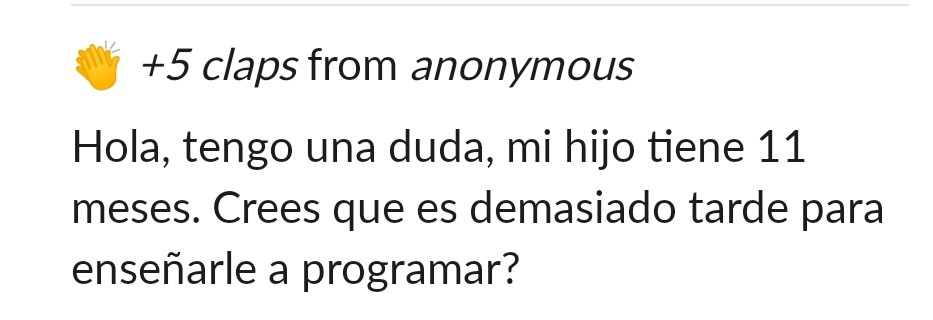 👏 +5 claps from anonymous
Hola, tengo una duda, mi hijo tiene 11
meses. Crees que es demasiado tarde para
enseñarle a programar?